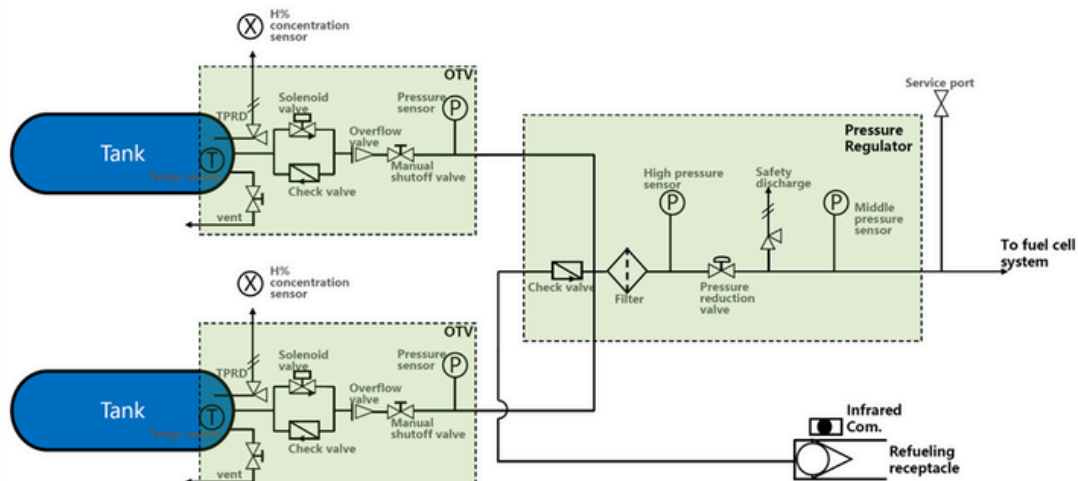 H%
concentration
sensor
OTV
Solenoid
valve
Pressure
sensor
P
TPRD
Tank
T
Overflow
valve
Manual
shutoff valve
Check valve
vent
Service port
Pressure
Regulator
High pressure
sensor
P
Safety
discharge
P
Middle
pressure
sensor
To fuel cell
system
Check valve
Filter
Pressure
reduction
valve
X
H%
concentration
sensor
X
OTV
Solenoid
valve
Pressure
sensor
P
TPRD
Tank
T
Overflow
valve
Manual
shutoff valve
Check valve
vent
Infrared
Com.
Refueling
receptacle